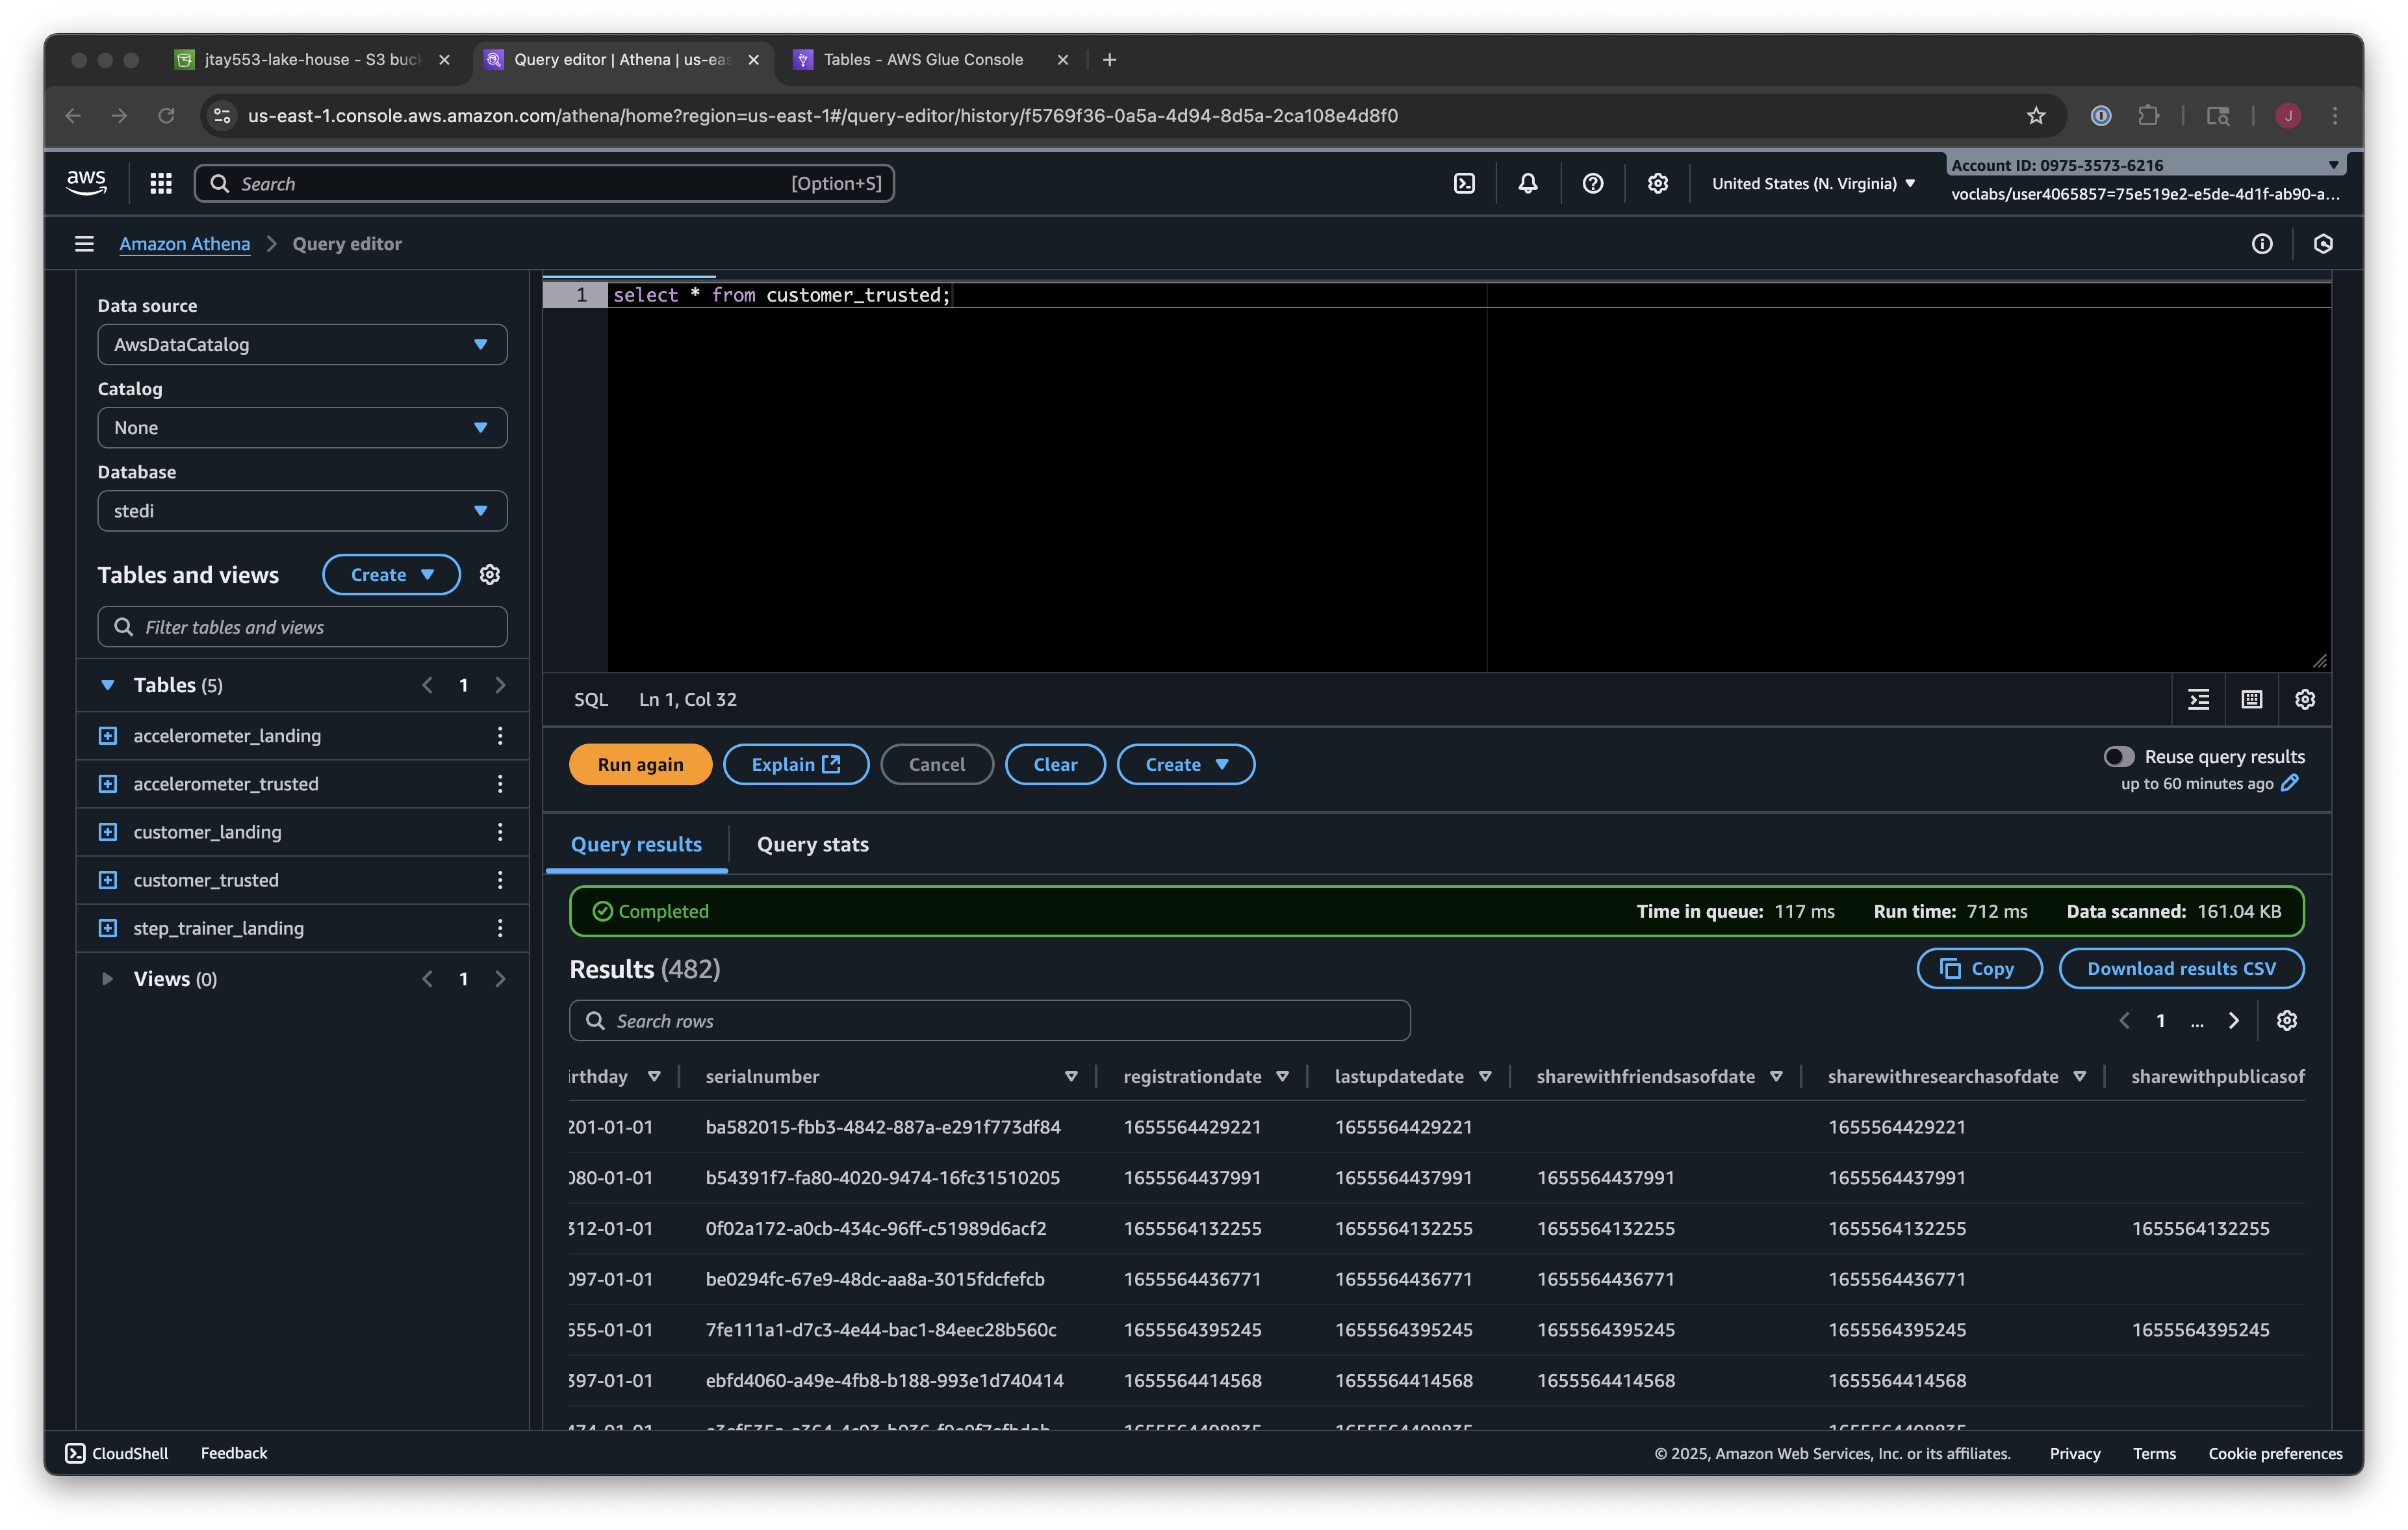 jtay553-lake-house - S3 buc
Query editor | Athena | us-eas
Tables - AWS Glue Console
us-east-1.console.aws.amazon.com/athena/home?region=us-east-1#/query-editor/history/f5769f36-0a5a-4d94-8d5a-2ca108e4d8f0
J
aws
Search
[Option+S]
United States (N. Virginia)
Account ID: 0975-3573-6216
voclabs/user4065857=75e519e2-e5de-4d1f-ab90-a...
Amazon Athena
Query editor
Data source
AwsDataCatalog
Catalog
None
Database
stedi
Tables and views
Create
Filter tables and views
Tables (5)
1
accelerometer_landing
accelerometer_trusted
customer_landing
customer_trusted
step_trainer_landing
Views (0)
1
1 select * from customer_trusted;
SQL Ln 1, Col 32
Run again Explain Cancel Clear Create
Reuse query results
up to 60 minutes ago
Query results Query stats
Completed Time in queue: 117 ms Run time: 712 ms Data scanned: 161.04 KB
Results (482) Copy Download results CSV
Search rows 1 ...
irthday serialnumber registrationdate lastupdatedate sharewithfriendsasofdate sharewithresearchasofdate sharewithpublicasof
201-01-01 ba582015-fbb3-4842-887a-e291f773df84 1655564429221 1655564429221 1655564429221
080-01-01 b54391f7-fa80-4020-9474-16fc31510205 1655564437991 1655564437991 1655564437991 1655564437991
312-01-01 0f02a172-a0cb-434c-96ff-c51989d6acf2 1655564132255 1655564132255 1655564132255 1655564132255 1655564132255
097-01-01 be0294fc-67e9-48dc-aa8a-3015fdcfefcb 1655564436771 1655564436771 1655564436771 1655564436771
655-01-01 7fe111a1-d7c3-4e44-bac1-84eec28b560c 1655564395245 1655564395245 1655564395245 1655564395245 1655564395245
397-01-01 ebfd4060-a49e-4fb8-b188-993e1d740414 1655564414568 1655564414568 1655564414568 1655564414568
CloudShell Feedback © 2025, Amazon Web Services, Inc. or its affiliates. Privacy Terms Cookie preferences